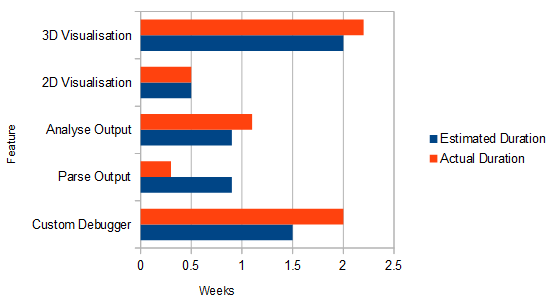 3D Visualisation
2D Visualisation
Analyse Output
Parse Output
Custom Debugger
Feature
0 0.5 1 1.5 2 2.5
Weeks
Estimated Duration
Actual Duration